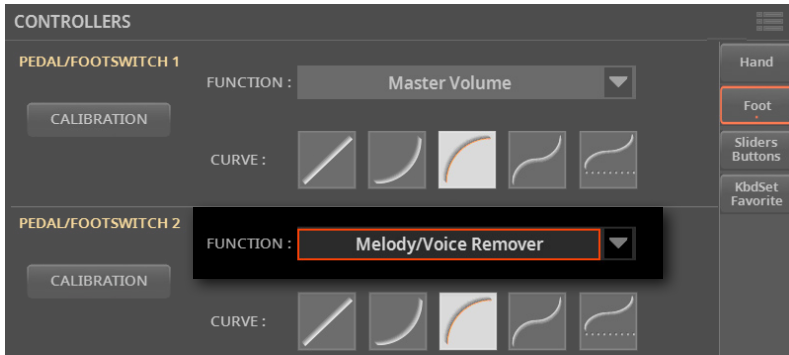 CONTROLLERS
PEDAL/FOOTSWITCH 1
FUNCTION : Master Volume
CALIBRATION
CURVE :
PEDAL/FOOTSWITCH 2
FUNCTION : Melody/Voice Remover
CALIBRATION
CURVE :
Hand
Foot
Sliders
Buttons
KbdSet
Favorite